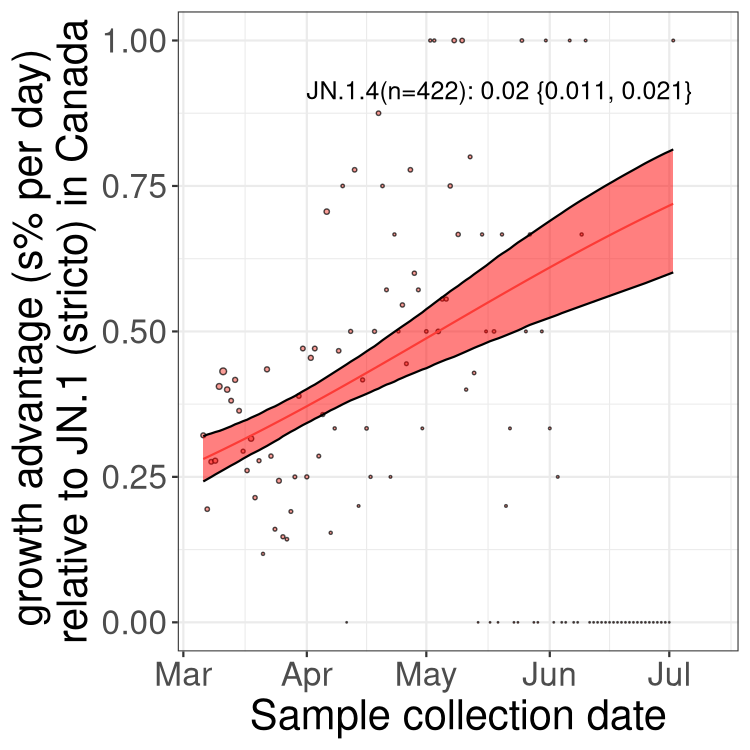 growth advantage (s% per day)
relative to JN.1 (stricto) in Canada
1.00
0.75
0.50
0.25
0.00
JN.1.4(n=422): 0.02 {0.011, 0.021}
Mar Apr May Jun Jul
Sample collection date